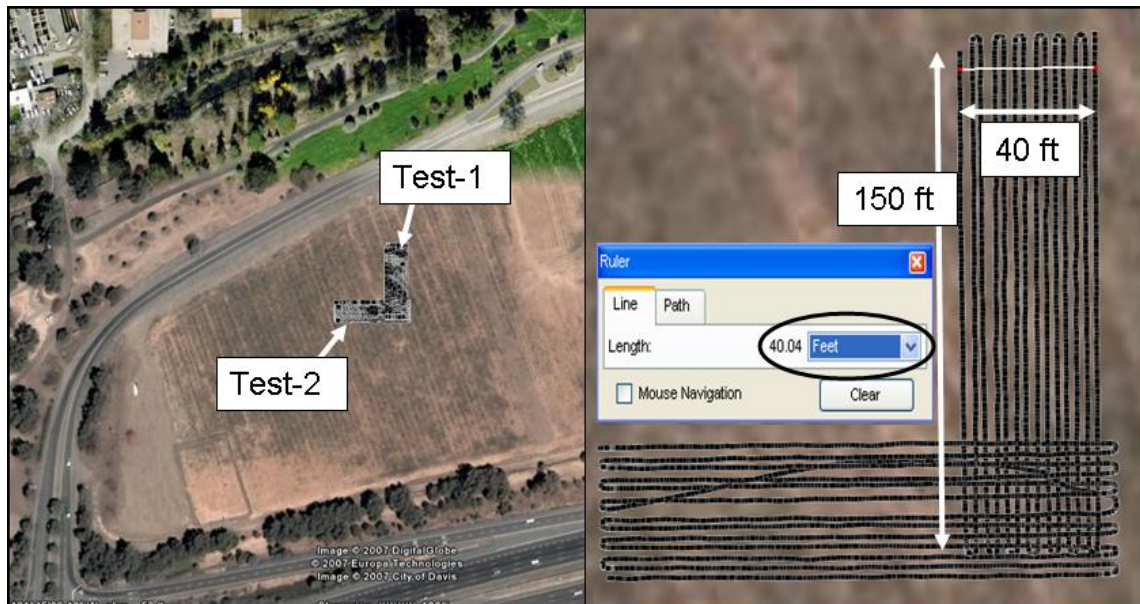 Test-1
Test-2
Image © 2007 DigitalGlobe
© 2007 Europa Technologies
Image © 2007 City of Davis
40 ft
150 ft
Ruler
Line
Path
Length:
40.04
Feet
Mouse Navigation
Clear